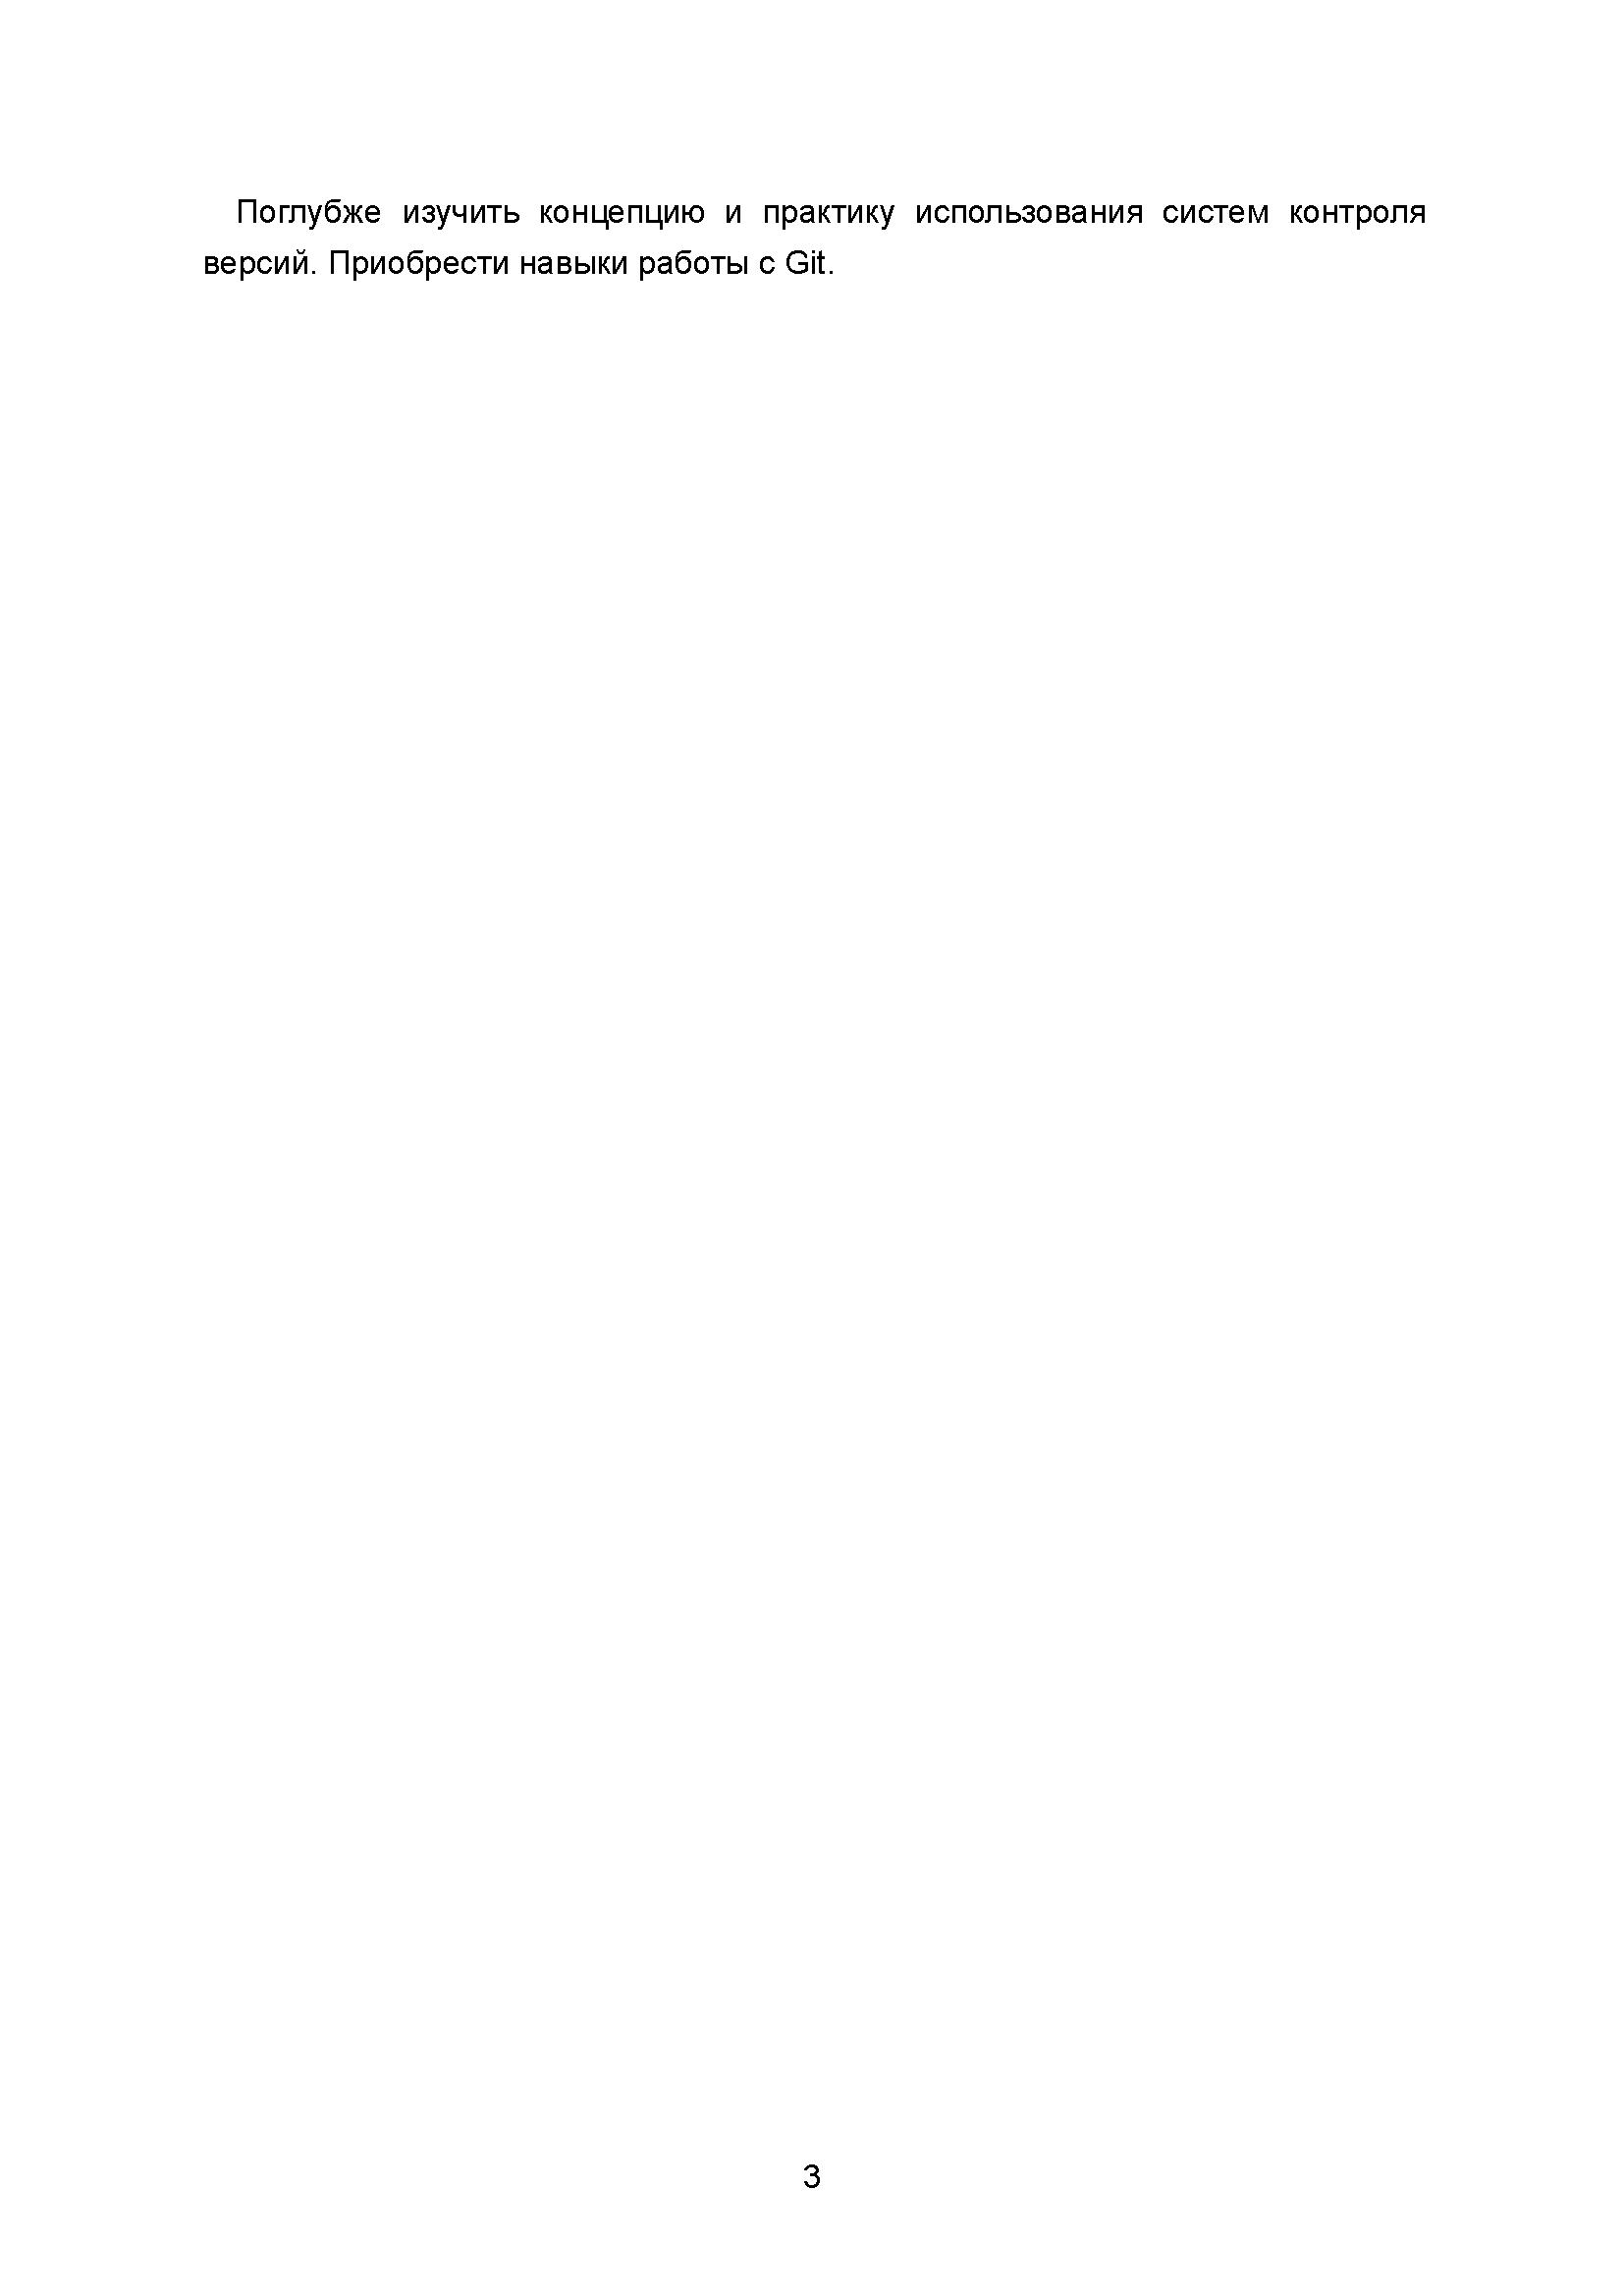 Поглубже изучить концепцию и практику использования систем контроля
версий. Приобрести навыки работы с Git.
3